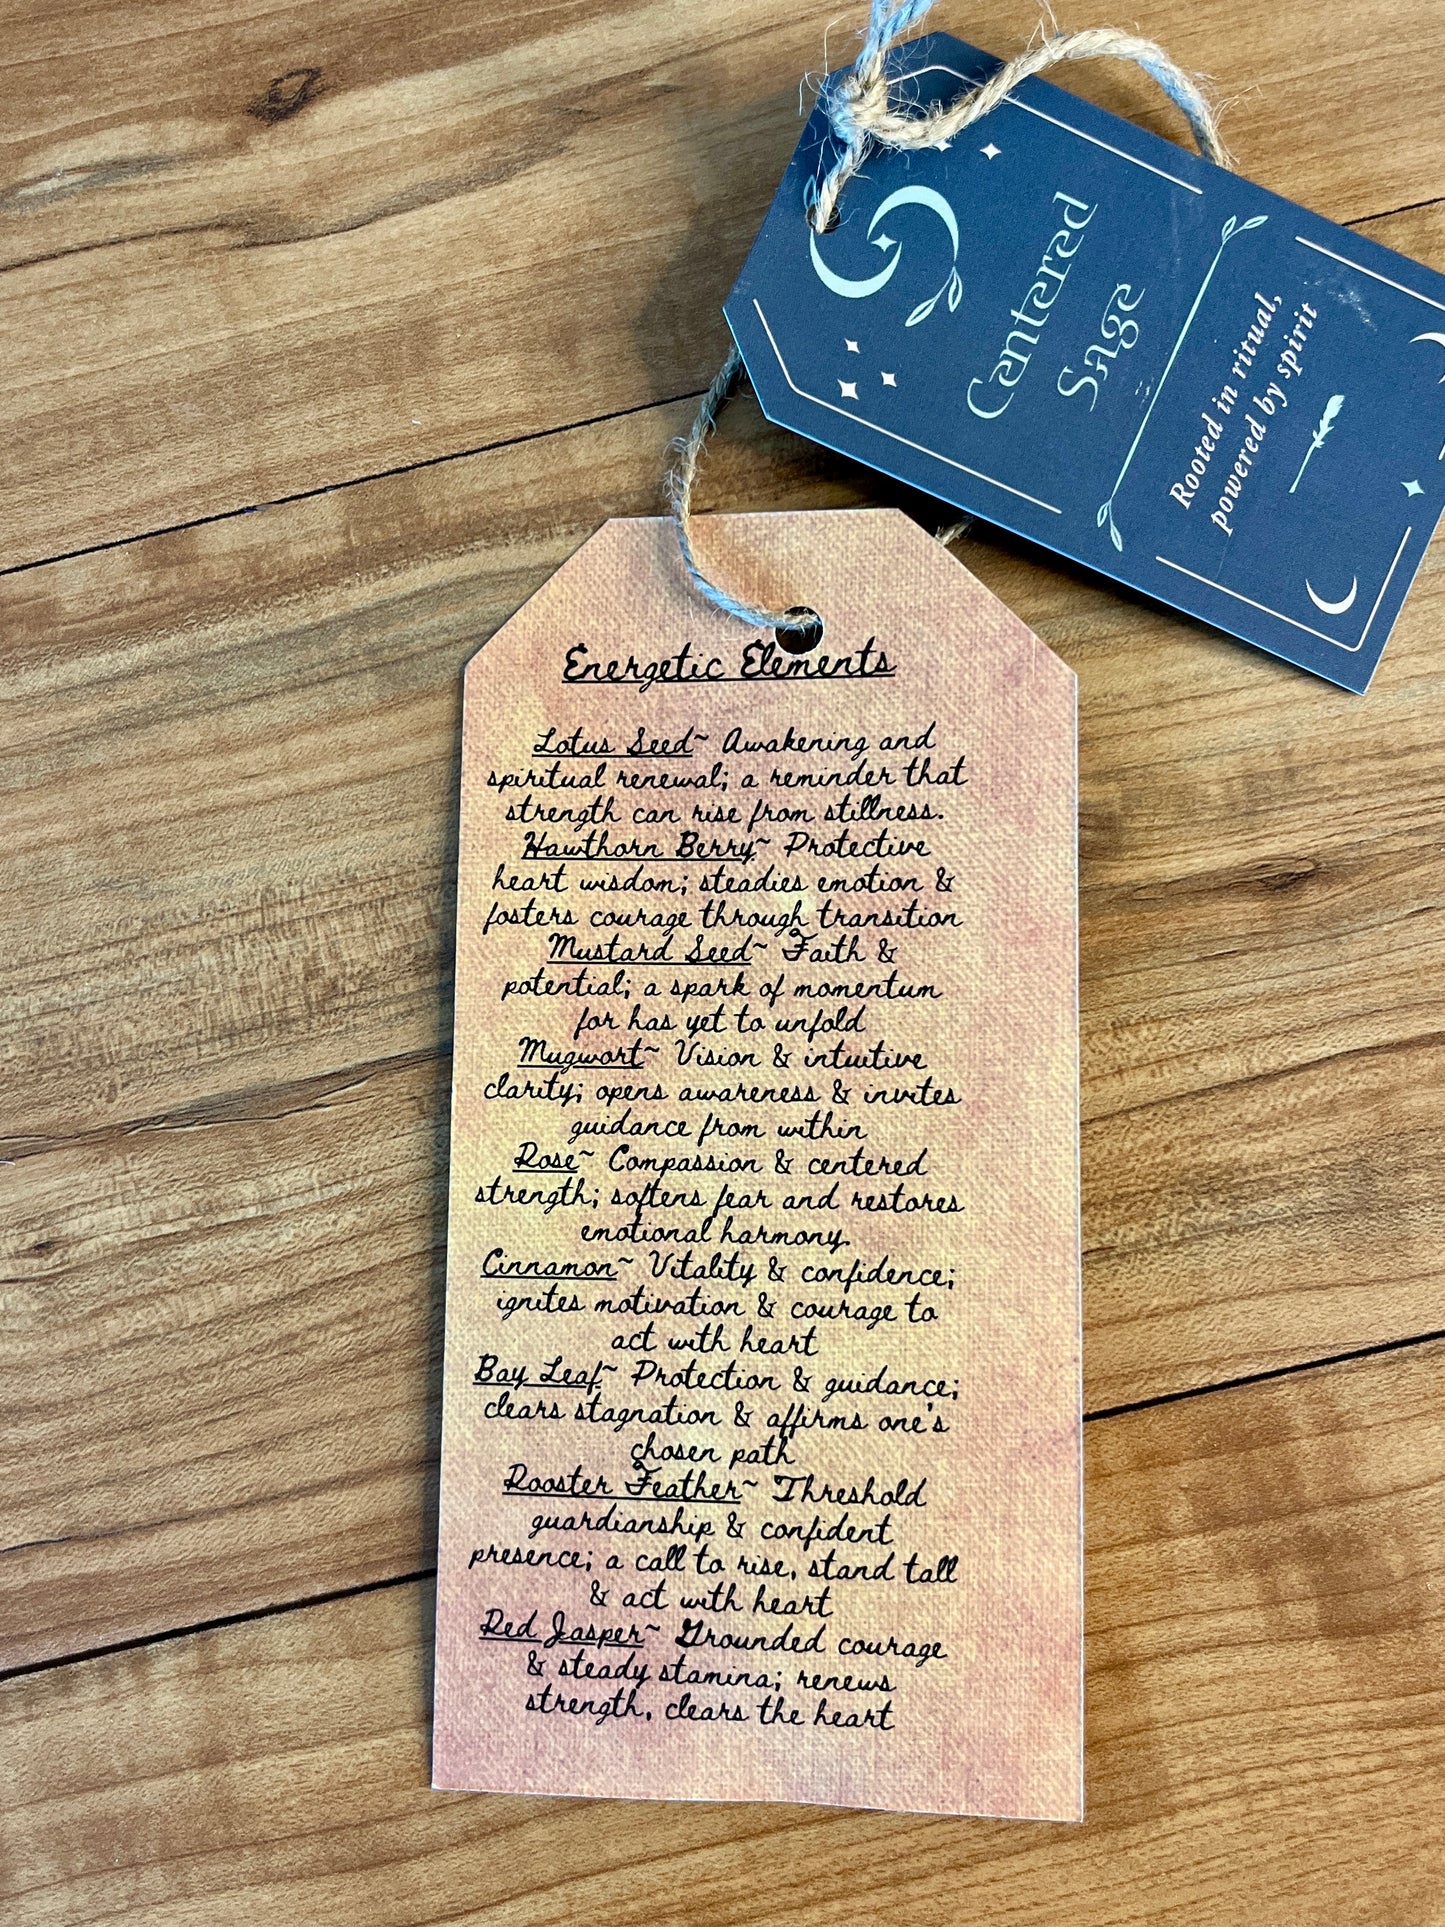 Centered
Sage
Rooted in ritual,
powered by spirit
Energetic Elements
Lotus Seed~ Awakening and
spiritual renewal; a reminder that
strength can rise from stillness.
Hawthorn Berry~ Protective
heart wisdom; steadies emotion &
fosters courage through transition
Mustard Seed~ Faith &
potential; a spark of momentum
for has yet to unfold
Mugwort~ Vision & intuitive
clarity; opens awareness & invites
guidance from within
Rose~ Compassion & centered
strength; softens fear and restores
emotional harmony.
Cinnamon~ Vitality & confidence;
ignites motivation & courage to
act with heart
Bay Leaf~ Protection & guidance;
clears stagnation & affirms one's
chosen path
Rooster Feather~ Threshold
guardianship & confident
presence; a call to rise, stand tall
& act with heart
Red Jasper~ Grounded courage
& steady stamina; renews
strength, clears the heart